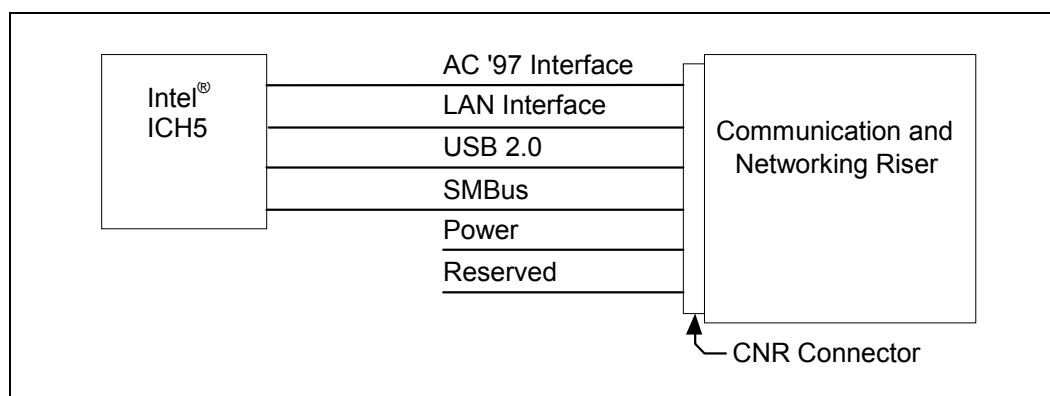 Intel®
ICH5
AC '97 Interface
LAN Interface
USB 2.0
SMBus
Power
Reserved
Communication and
Networking Riser
CNR Connector